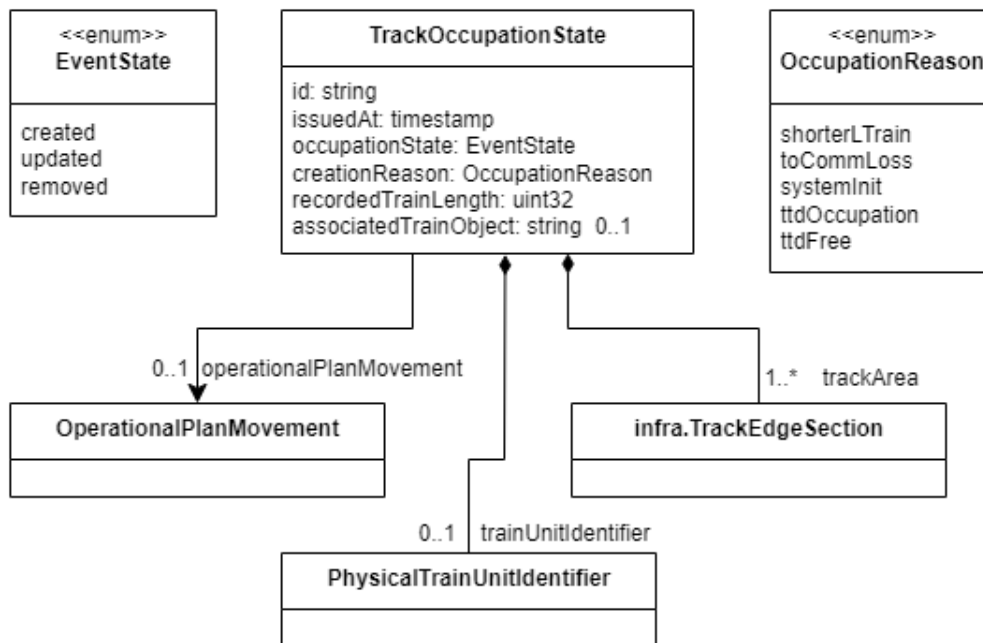 <<enum>>
EventState
created
updated
removed
TrackOccupationState
id: string
issuedAt: timestamp
occupationState: EventState
creationReason: OccupationReason
recordedTrainLength: uint32
associatedTrainObject: string 0..1
<<enum>>
OccupationReason
shorterLTrain
toCommLoss
systemInit
ttdOccupation
ttdFree
0..1 operationalPlanMovement
1..* trackArea
OperationalPlanMovement
infra.TrackEdgeSection
0..1 trainUnitIdentifier
PhysicalTrainUnitIdentifier